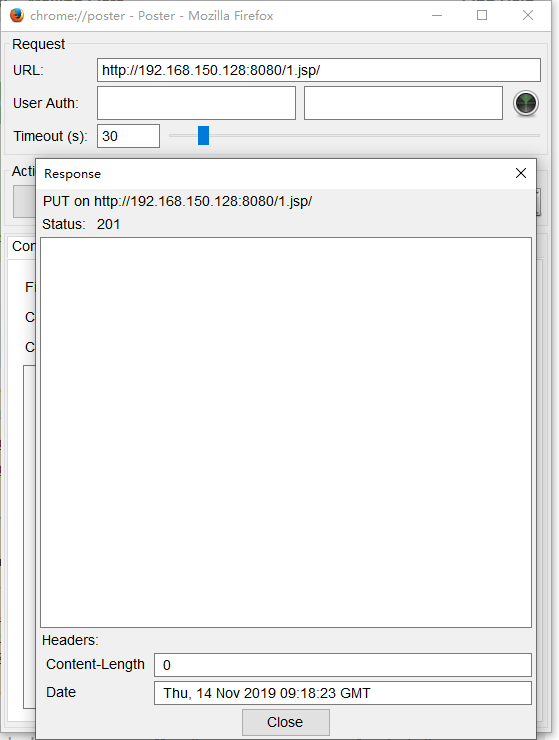 chrome://poster - Poster - Mozilla Firefox
Request
URL: http://192.168.150.128:8080/1.jsp/
User Auth:
Timeout (s): 30
Response
PUT on http://192.168.150.128:8080/1.jsp/
Status: 201
Headers:
Content-Length 0
Date Thu, 14 Nov 2019 09:18:23 GMT
Close